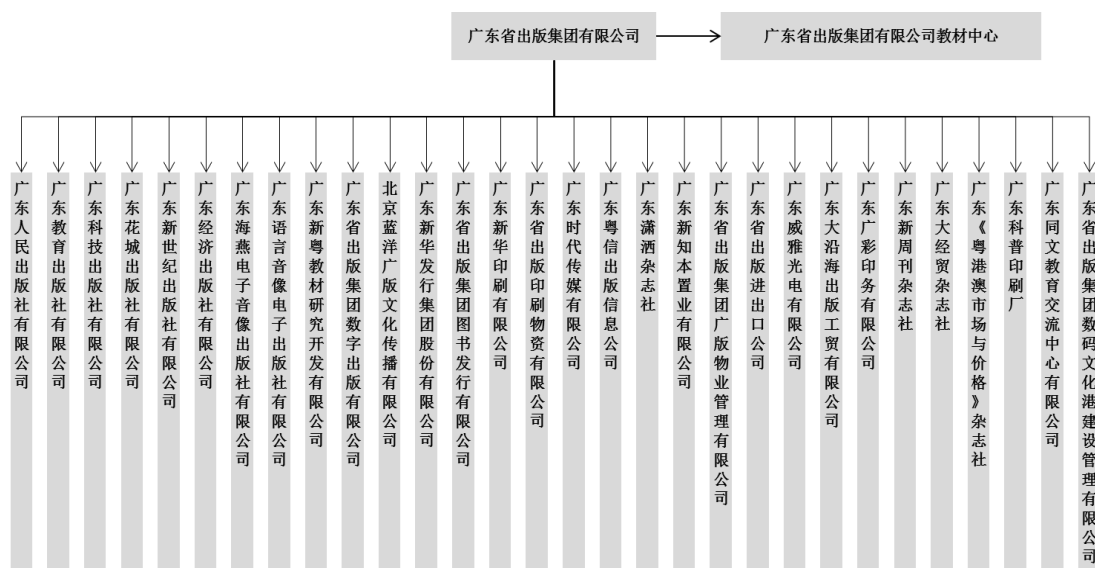 广东省出版集团有限公司
广东省出版集团有限公司教材中心
广东人民出版社有限公司
广东教育出版社有限公司
广东科技出版社有限公司
广东花城出版社有限公司
广东新世纪出版社有限公司
广东经济出版社有限公司
广东海燕电子音像出版社有限公司
广东语言音像电子出版社有限公司
广东新粤教材研究开发有限公司
广东省出版集团数字出版有限公司
北京蓝洋广版文化传播有限公司
广东新华发行集团股份有限公司
广东省出版集团图书发行有限公司
广东新华印刷有限公司
广东省出版印刷物资有限公司
广东时代传媒有限公司
广东粤信出版信息公司
广东潇洒杂志社
广东新知本置业有限公司
广东省出版集团广版物业管理有限公司
广东省出版进出口公司
广东威雅光电有限公司
广东大沿海出版工贸有限公司
广东广彩印务有限公司
广东新周刊杂志社
广东大经贸杂志社
广东《粤港澳市场与价格》杂志社
广东科普印刷厂
广东同文教育交流中心有限公司
广东省出版集团数码文化港建设管理有限公司